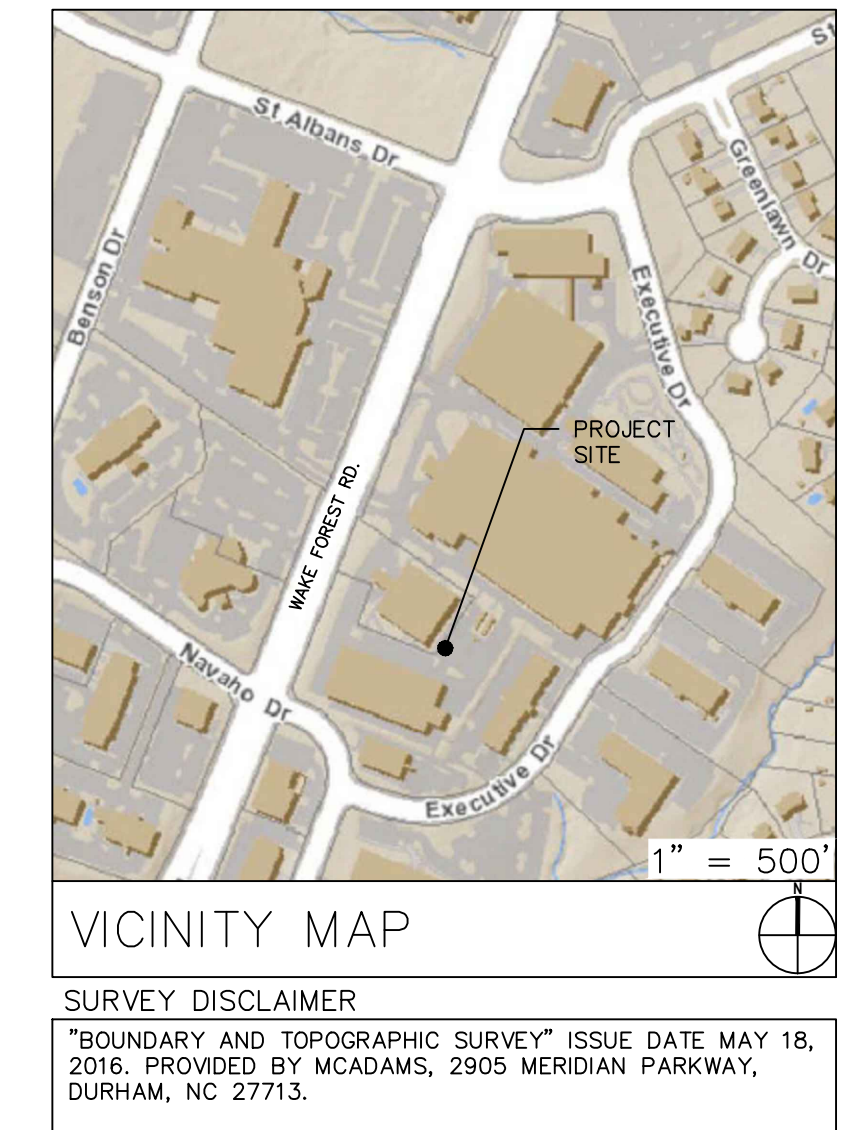 St
St Albans Dr
Greenlawn Dr
Benson Dr
Executive Dr
PROJECT
SITE
WAKE FOREST RD.
Navaho Dr
Executive Dr
1" = 500'
N
VICINITY MAP
SURVEY DISCLAIMER
"BOUNDARY AND TOPOGRAPHIC SURVEY" ISSUE DATE MAY 18,
2016. PROVIDED BY MCADAMS, 2905 MERIDIAN PARKWAY,
DURHAM, NC 27713.